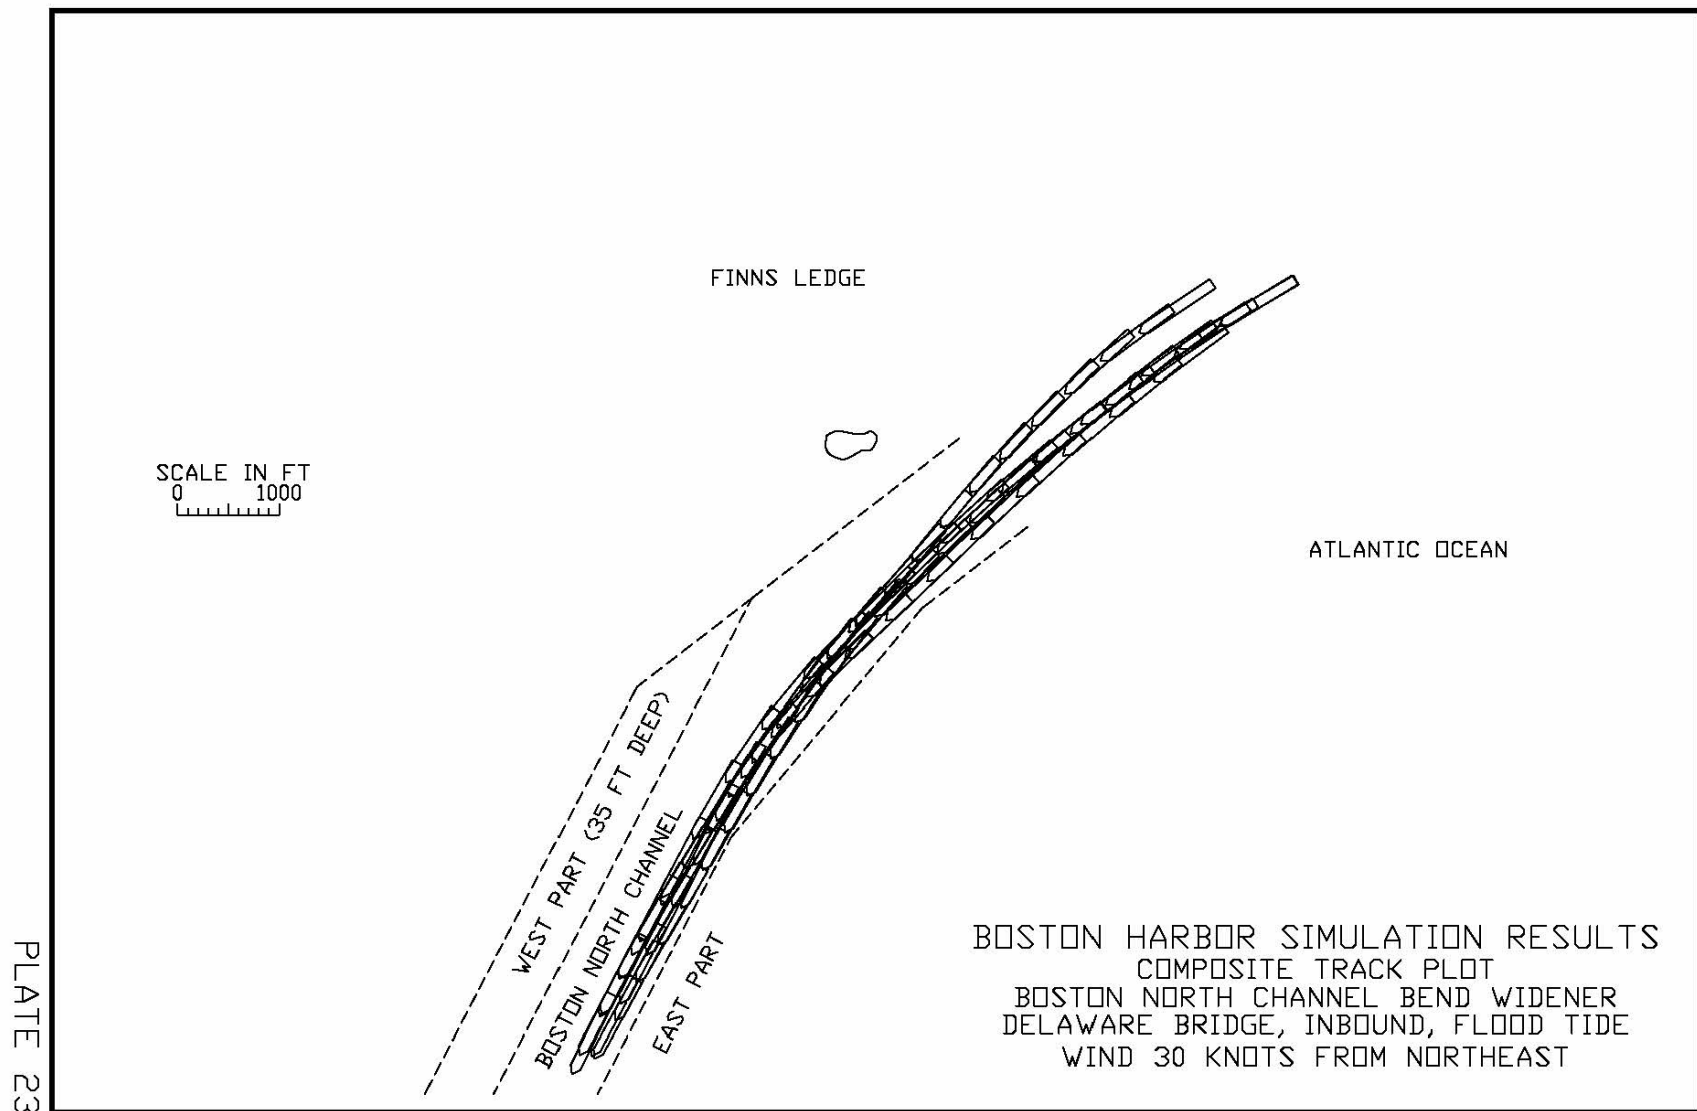 FINNS LEDGE
SCALE IN FT
0 1000
ATLANTIC OCEAN
WEST PART (35 FT DEEP)
BOSTON NORTH CHANNEL
EAST PART
BOSTON HARBOR SIMULATION RESULTS
COMPOSITE TRACK PLOT
BOSTON NORTH CHANNEL BEND WIDENER
DELAWARE BRIDGE, INBOUND, FLOOD TIDE
WIND 30 KNOTS FROM NORTHEAST
PLATE 23